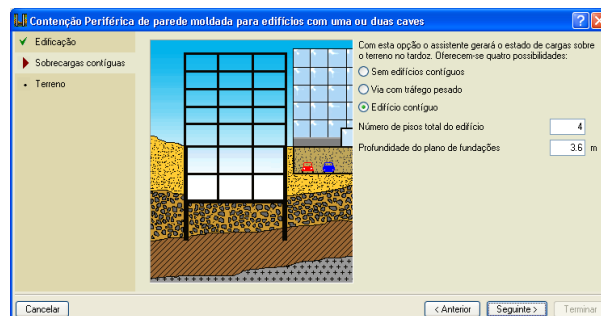 Contenção Periférica de parede moldada para edifícios com uma ou duas caves
Edificação
Sobrecargas contíguas
Terreno
Com esta opção o assistente gerará o estado de cargas sobre
o terreno no tardoz. Oferecem-se quatro possibilidades:
Sem edifícios contíguos
Via com tráfego pesado
Edifício contíguo
Número de pisos total do edifício
4
Profundidade do plano de fundações
3.6 m
Cancelar
< Anterior
Seguinte >
Terminar